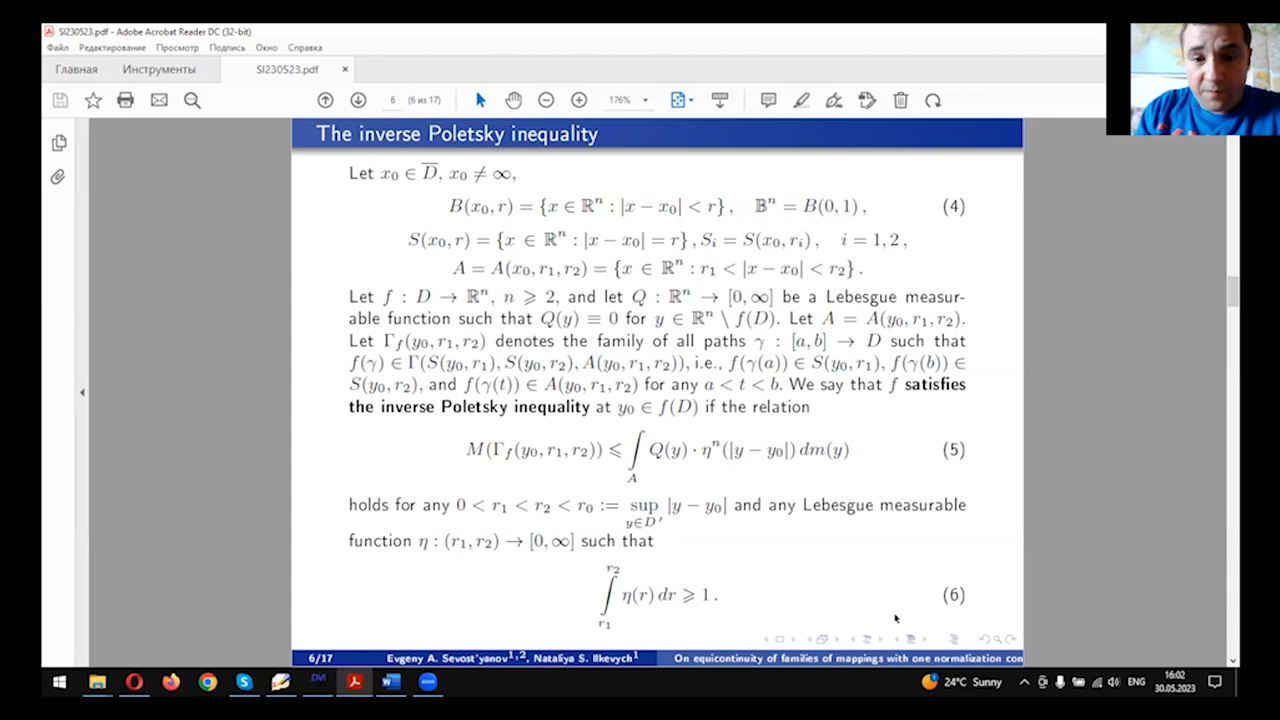 SI230523.pdf - Adobe Acrobat Reader DC (32-bit)
Файл Редактирование Просмотр Подпись Окно Справка
Главная Инструменты SI230523.pdf ×
6 (6 из 17) 176%
The inverse Poletsky inequality
Let x₀ ∈ D̅, x₀ ≠ ∞,
B(x₀, r) = {x ∈ ℝⁿ : |x − x₀| < r}, 𝔹ⁿ = B(0, 1), (4)
S(x₀, r) = {x ∈ ℝⁿ : |x − x₀| = r}, Sᵢ = S(x₀, rᵢ), i = 1, 2,
A = A(x₀, r₁, r₂) = {x ∈ ℝⁿ : r₁ < |x − x₀| < r₂}.
Let f : D → ℝⁿ, n ⩾ 2, and let Q : ℝⁿ → [0, ∞] be a Lebesgue measur-
able function such that Q(y) ≡ 0 for y ∈ ℝⁿ \ f(D). Let A = A(y₀, r₁, r₂).
Let Γ_f(y₀, r₁, r₂) denotes the family of all paths γ : [a, b] → D such that
f(γ) ∈ Γ(S(y₀, r₁), S(y₀, r₂), A(y₀, r₁, r₂)), i.e., f(γ(a)) ∈ S(y₀, r₁), f(γ(b)) ∈
S(y₀, r₂), and f(γ(t)) ∈ A(y₀, r₁, r₂) for any a < t < b. We say that f satisfies
the inverse Poletsky inequality at y₀ ∈ f(D) if the relation
M(Γ_f(y₀, r₁, r₂)) ⩽ ∫_A Q(y) · ηⁿ(|y − y₀|) dm(y) (5)
holds for any 0 < r₁ < r₂ < r₀ := sup_{y∈D′} |y − y₀| and any Lebesgue measurable
function η : (r₁, r₂) → [0, ∞] such that
∫_{r₁}^{r₂} η(r) dr ⩾ 1. (6)
6/17 Evgeny A. Sevost'yanov¹,², Nataliya S. Ilkevych¹ On equicontinuity of families of mappings with one normalization con
.DVI 24°C Sunny ENG 16:02
30.05.2023